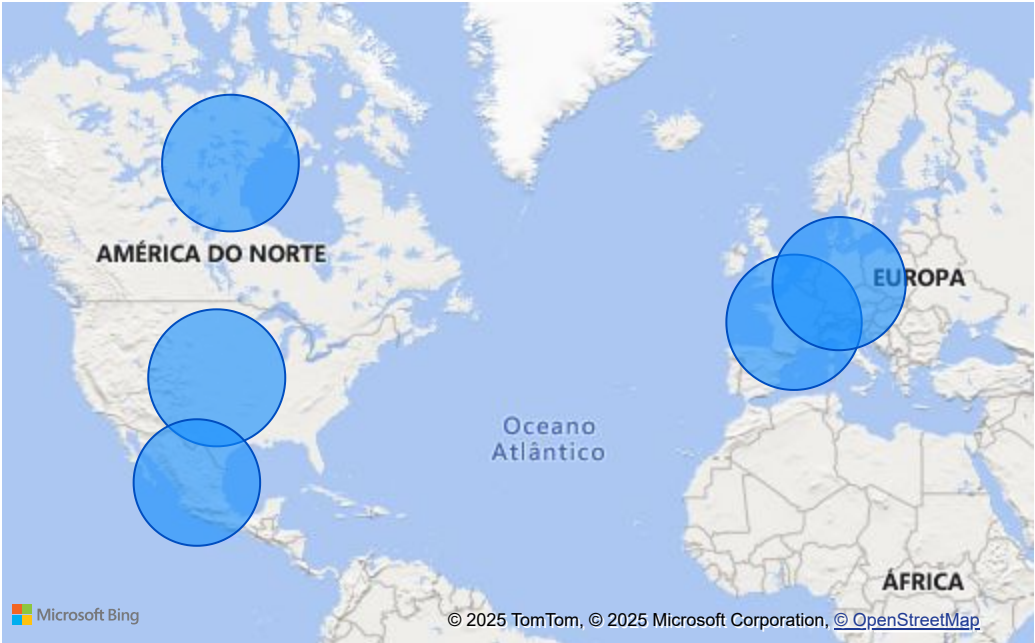 AMÉRICA DO NORTE
EUROPA
Oceano
Atlântico
ÁFRICA
Microsoft Bing
© 2025 TomTom, © 2025 Microsoft Corporation, © OpenStreetMap